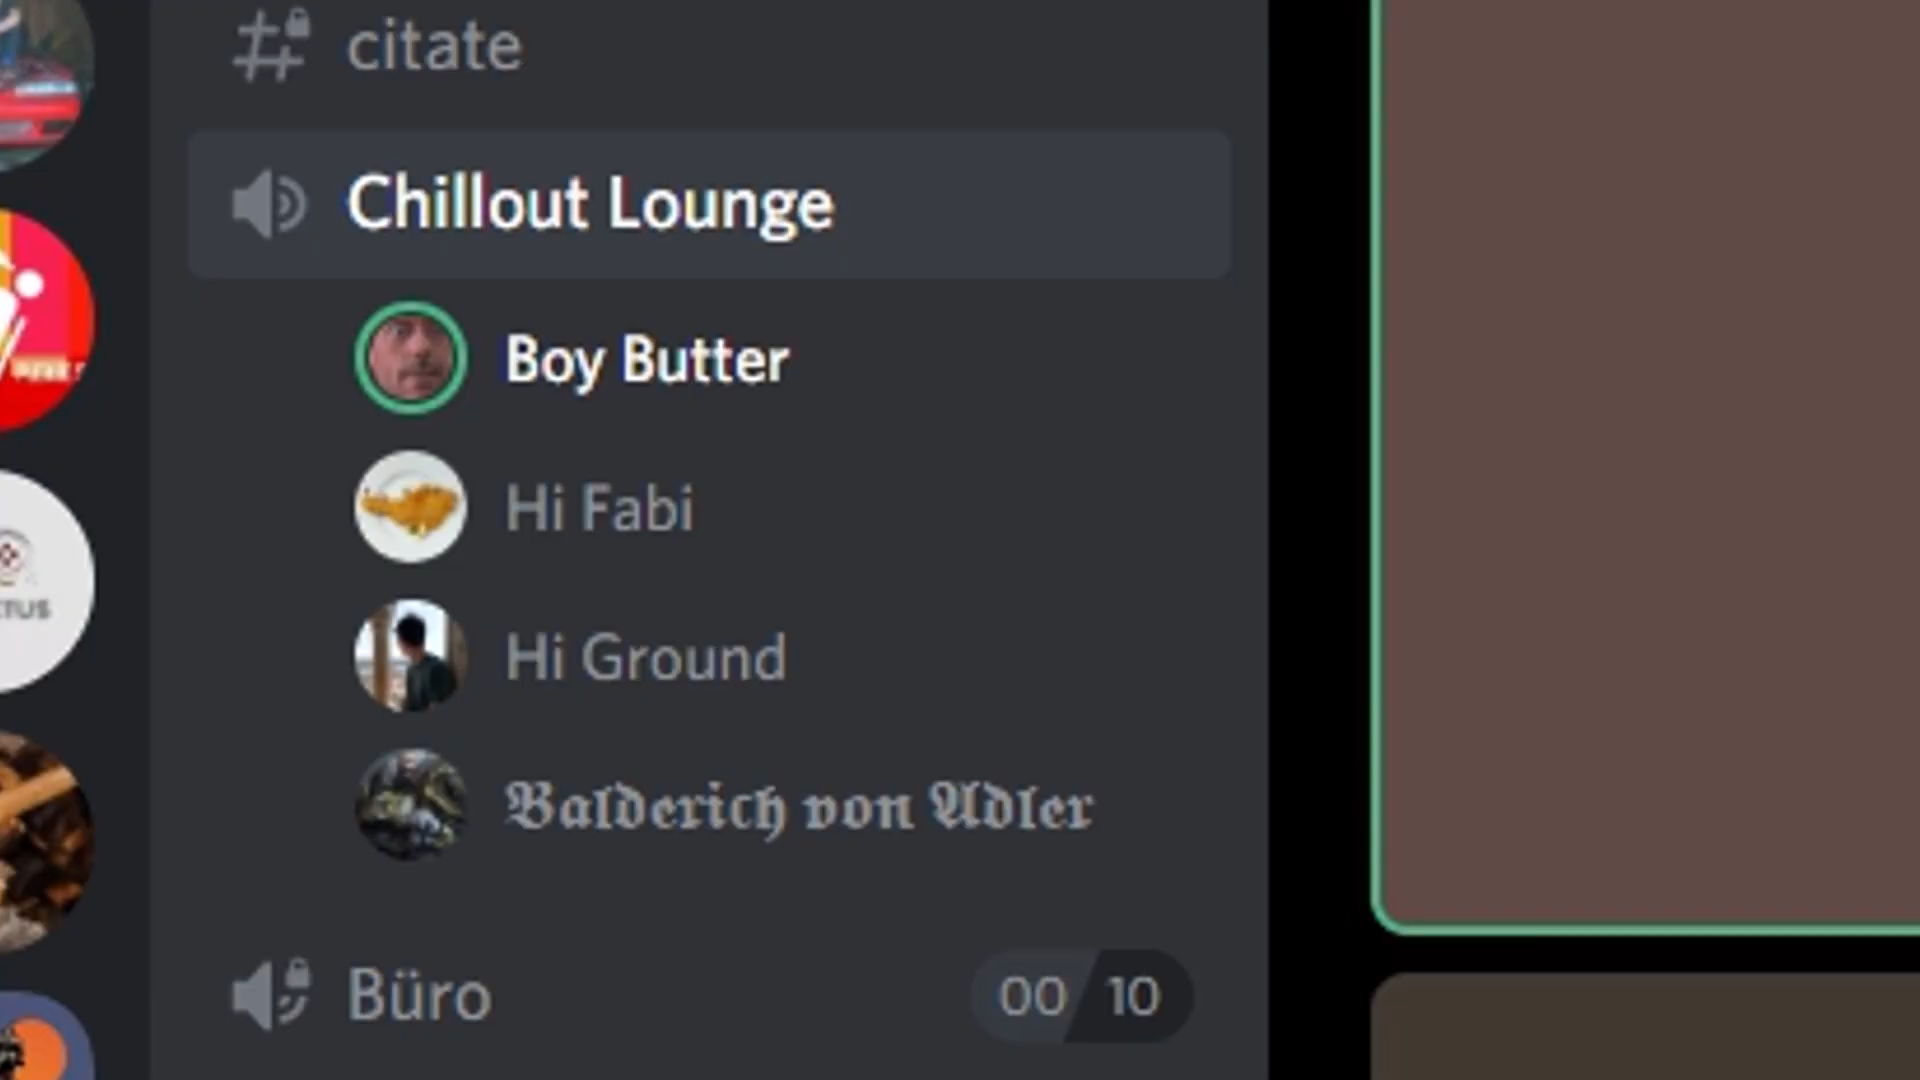 citate
Chillout Lounge
Boy Butter
Hi Fabi
Hi Ground
𝕭𝖆𝖑𝖉𝖊𝖗𝖎𝖈𝖍 𝖛𝖔𝖓 𝕬𝖉𝖑𝖊𝖗
Büro
00 10